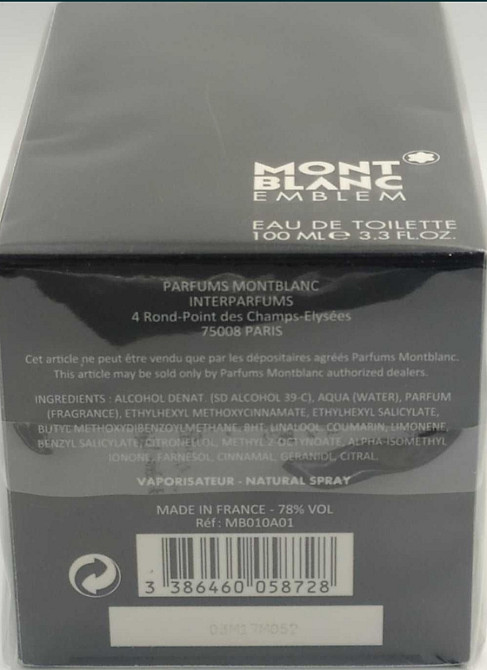 MONT
BLANC
EMBLEM
EAU DE TOILETTE
100 ML e 3.3 FL.OZ.
PARFUMS MONTBLANC
INTERPARFUMS
4 Rond-Point des Champs-Elysées
75008 PARIS
Cet article ne peut être vendu que par les dépositaires agréés Parfums Montblanc.
This article may be sold only by Parfums Montblanc authorized dealers.
INGREDIENTS : ALCOHOL DENAT. (SD ALCOHOL 39-C), AQUA (WATER), PARFUM
(FRAGRANCE), ETHYLHEXYL METHOXYCINNAMATE, ETHYLHEXYL SALICYLATE,
BUTYL METHOXYDIBENZOYLMETHANE, BHT, LINALOOL, COUMARIN, LIMONENE,
BENZYL SALICYLATE, CITRONELLOL, METHYL 2-OCTYNOATE, ALPHA-ISOMETHYL
IONONE, FARNESOL, CINNAMAL, GERANIOL, CITRAL.
VAPORISATEUR - NATURAL SPRAY
MADE IN FRANCE - 78% VOL
Réf : MB010A01
3 386460 058728